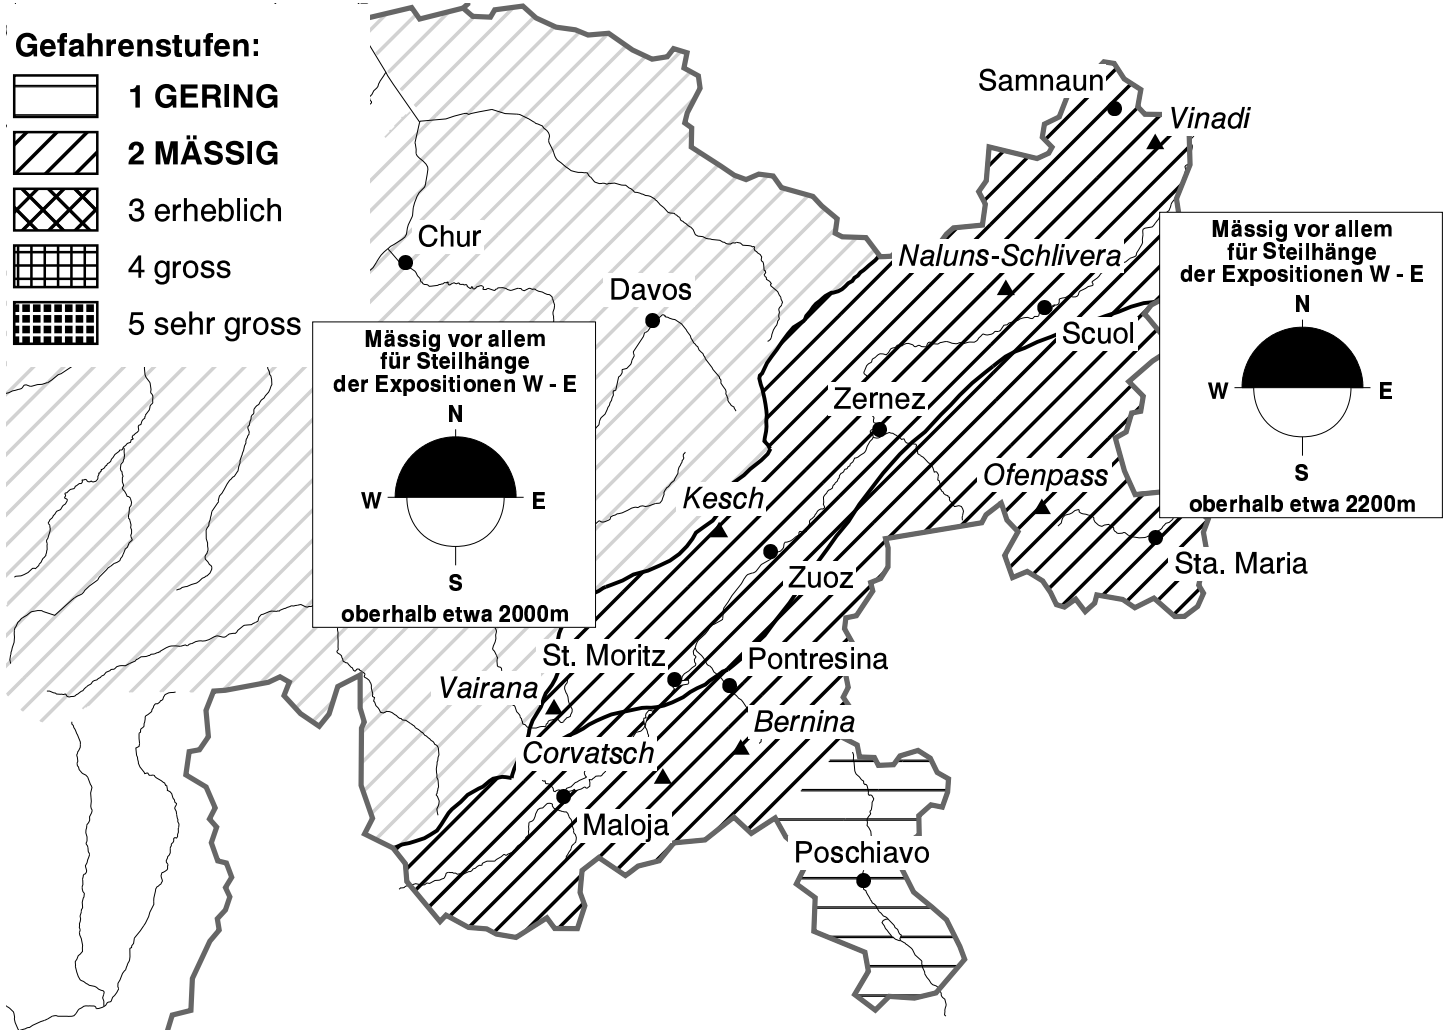 Gefahrenstufen:
1 GERING
2 MÄSSIG
3 erheblich
4 gross
5 sehr gross
Samnaun
Vinadi
Chur
Naluns-Schlivera
Davos
Scuol
Mässig vor allem
für Steilhänge
der Expositionen W - E
N
W E
S
oberhalb etwa 2200m
Mässig vor allem
für Steilhänge
der Expositionen W - E
N
W E
S
oberhalb etwa 2000m
Zernez
Ofenpass
Kesch
Sta. Maria
Zuoz
St. Moritz
Pontresina
Vairana
Bernina
Corvatsch
Maloja
Poschiavo